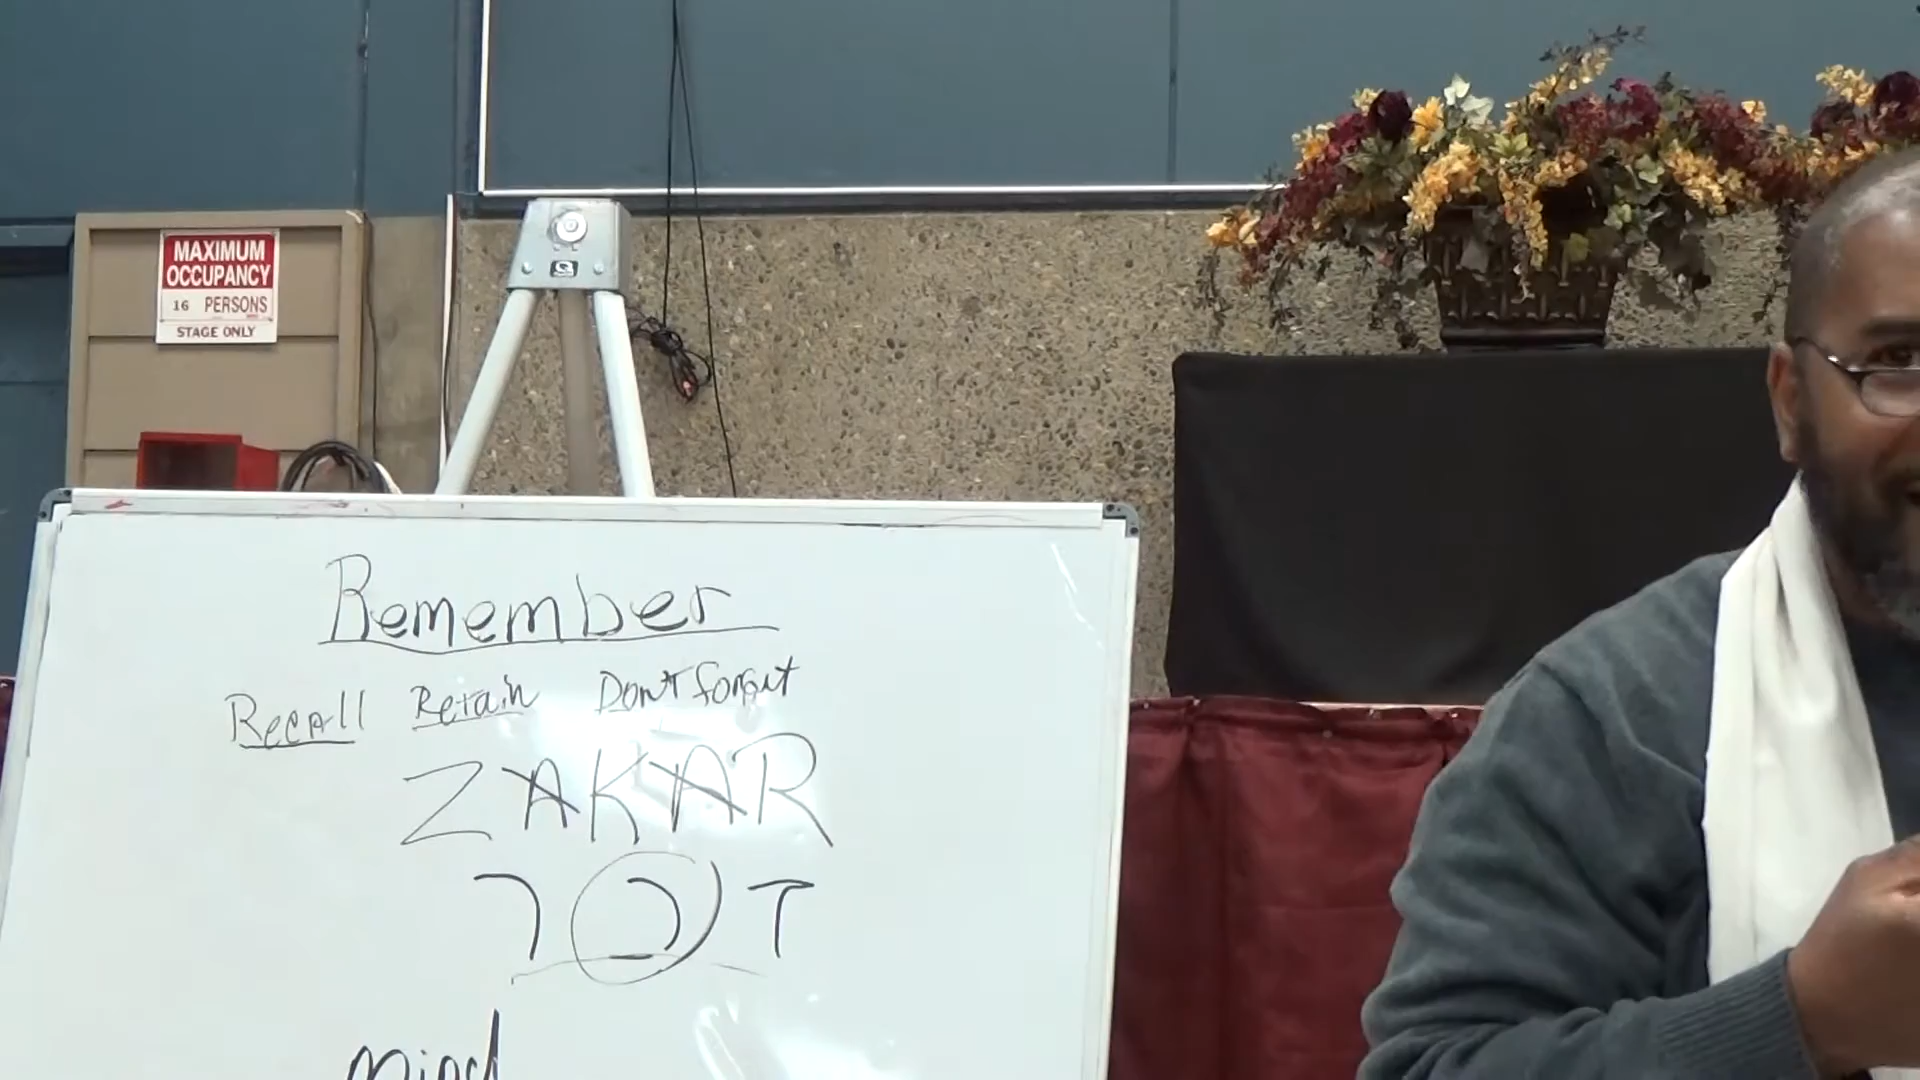 MAXIMUM
OCCUPANCY
16 PERSONS
STAGE ONLY
Remember
Recall Retain Don't forget
ZAKAR
זכר
mind